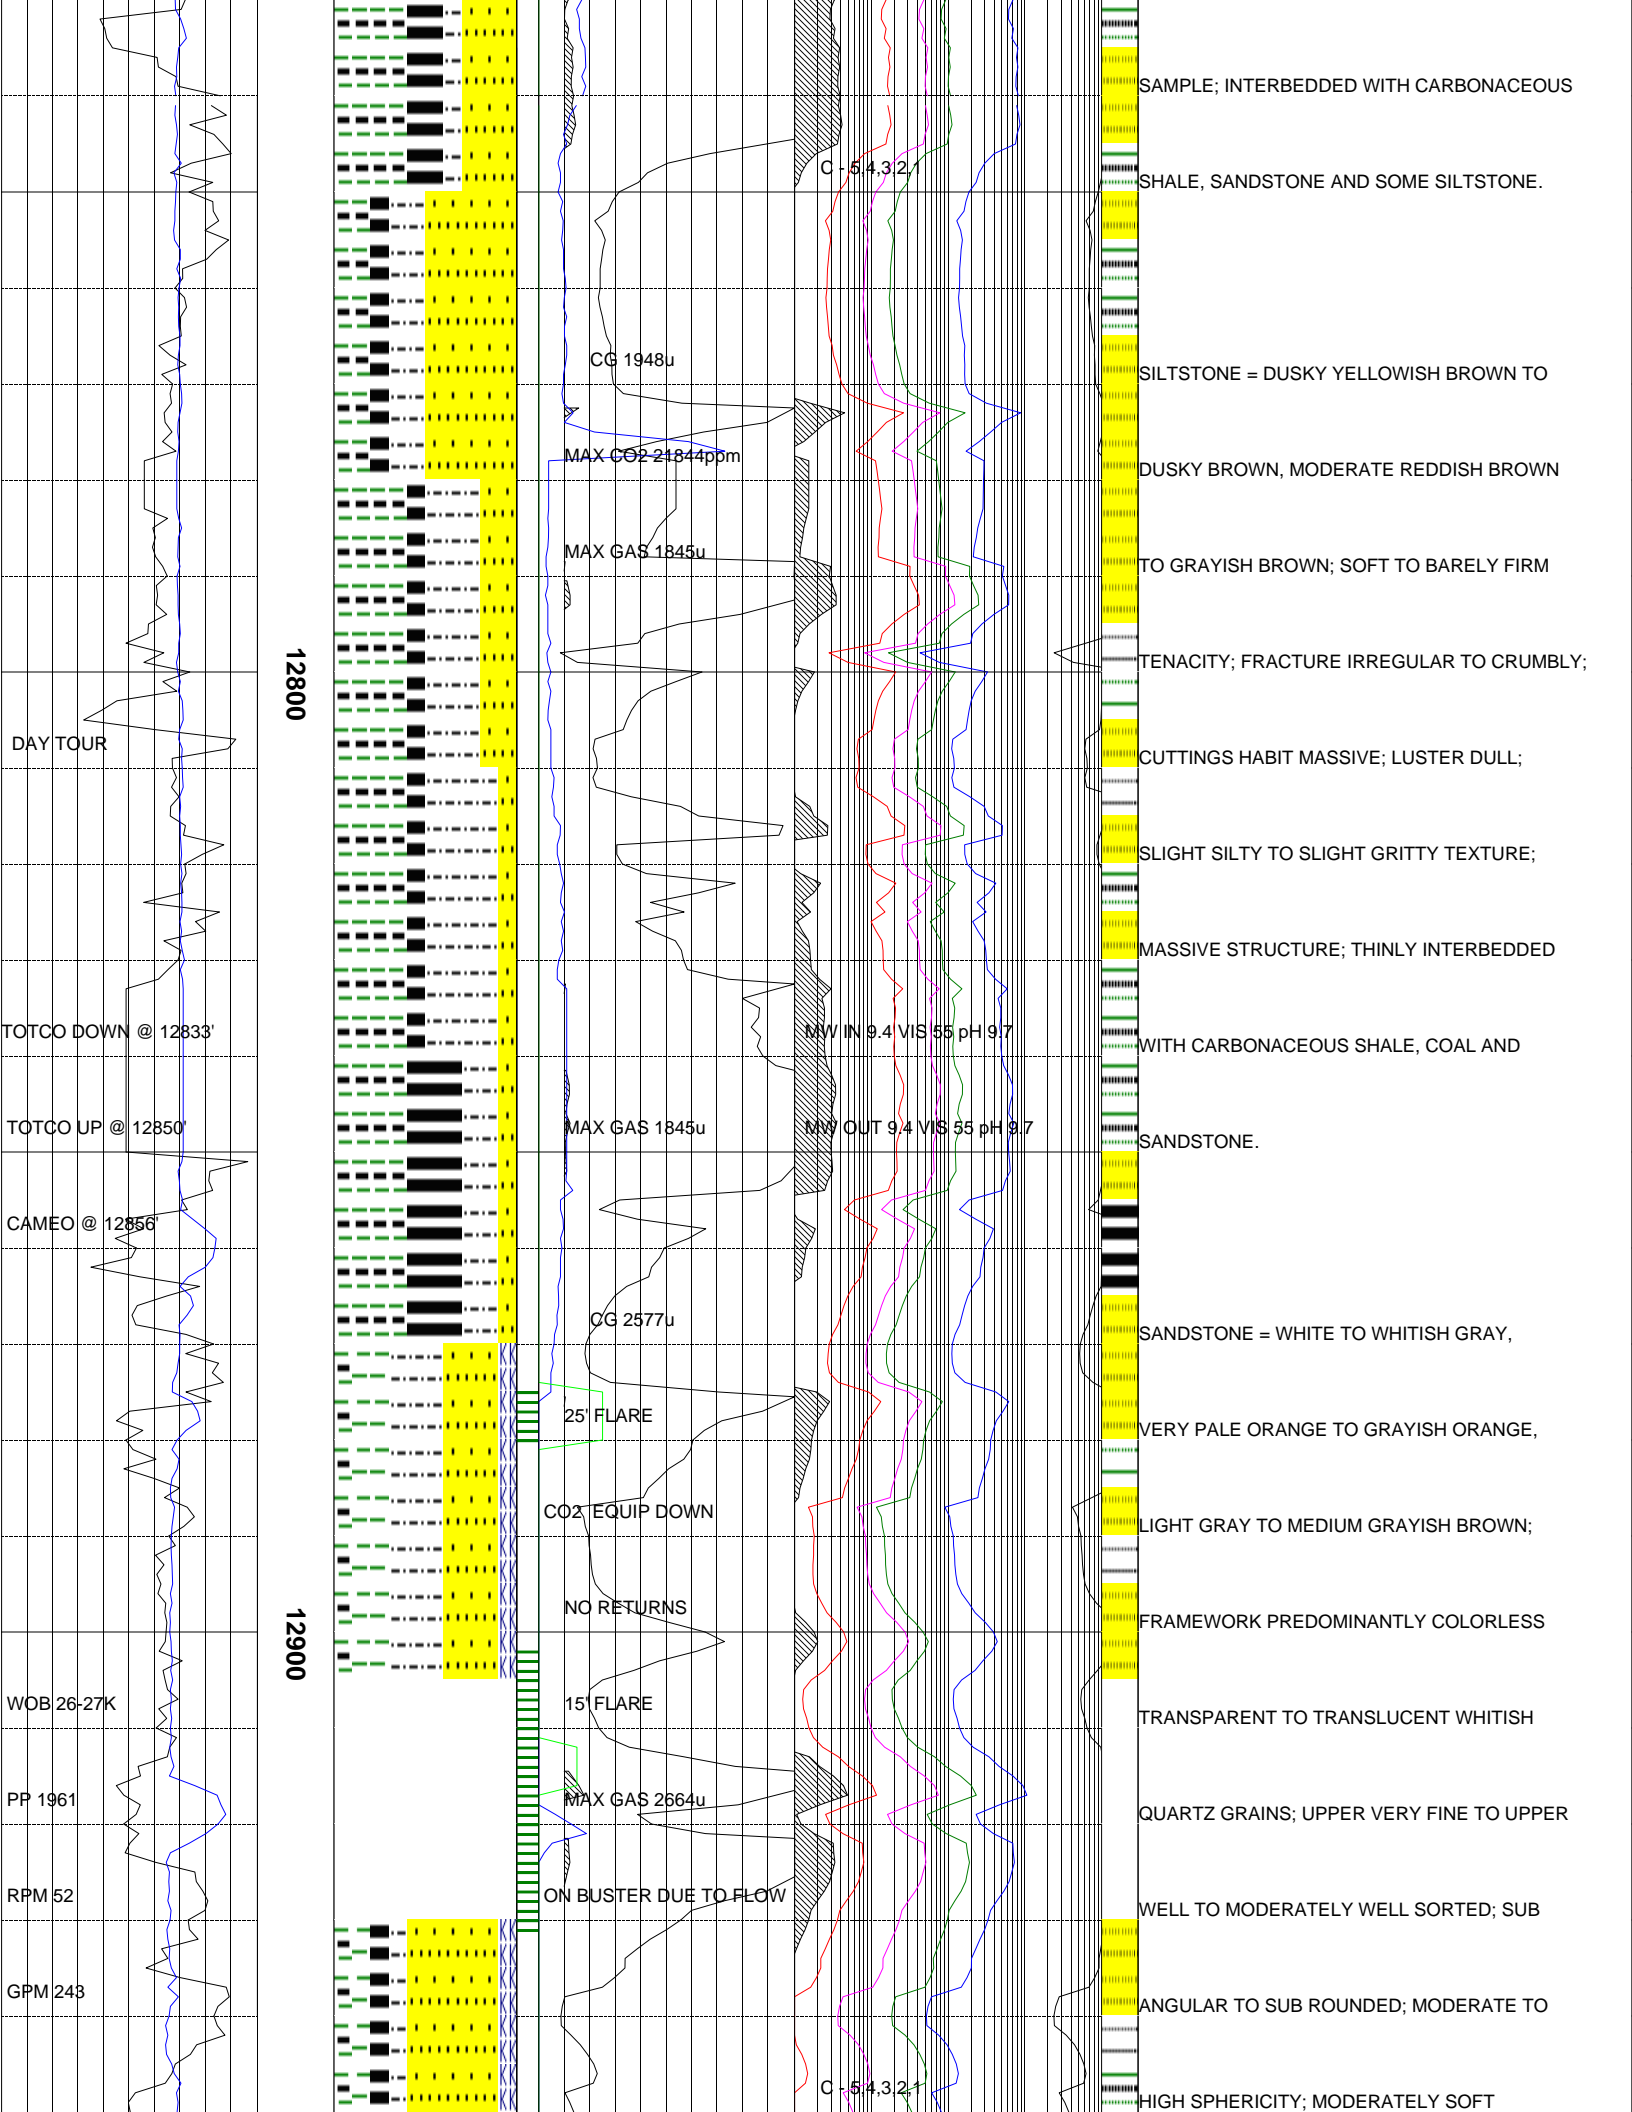 SAMPLE; INTERBEDDED WITH CARBONACEOUS
C - 5,4,3,2,1
SHALE, SANDSTONE AND SOME SILTSTONE.
CG 1948u
SILTSTONE = DUSKY YELLOWISH BROWN TO
MAX CO2 21844ppm
DUSKY BROWN, MODERATE REDDISH BROWN
MAX GAS 1845u
TO GRAYISH BROWN; SOFT TO BARELY FIRM
12800
TENACITY; FRACTURE IRREGULAR TO CRUMBLY;
DAY TOUR
CUTTINGS HABIT MASSIVE; LUSTER DULL;
SLIGHT SILTY TO SLIGHT GRITTY TEXTURE;
MASSIVE STRUCTURE; THINLY INTERBEDDED
TOTCO DOWN @ 12833'
MW IN 9.4 VIS 55 pH 9.7
WITH CARBONACEOUS SHALE, COAL AND
TOTCO UP @ 12850'
MAX GAS 1845u
MW OUT 9.4 VIS 55 pH 9.7
SANDSTONE.
CAMEO @ 12856'
CG 2577u
SANDSTONE = WHITE TO WHITISH GRAY,
25' FLARE
VERY PALE ORANGE TO GRAYISH ORANGE,
CO2 EQUIP DOWN
LIGHT GRAY TO MEDIUM GRAYISH BROWN;
12900
NO RETURNS
FRAMEWORK PREDOMINANTLY COLORLESS
WOB 26-27K
15' FLARE
TRANSPARENT TO TRANSLUCENT WHITISH
PP 1961
MAX GAS 2664u
QUARTZ GRAINS; UPPER VERY FINE TO UPPER
RPM 52
ON BUSTER DUE TO FLOW
WELL TO MODERATELY WELL SORTED; SUB
GPM 243
ANGULAR TO SUB ROUNDED; MODERATE TO
C - 5,4,3,2,1
HIGH SPHERICITY; MODERATELY SOFT